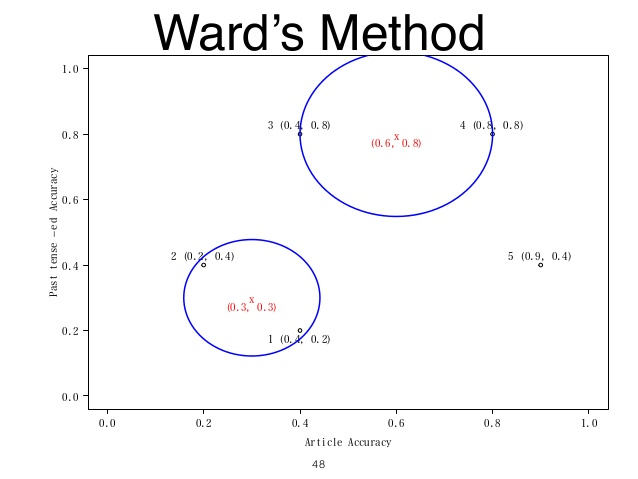 Ward's Method
1.0
3 (0.4, 0.8)
4 (0.8, 0.8)
0.8
x
(0.6, 0.8)
0.6
Past tense -ed Accuracy
2 (0.2, 0.4)
5 (0.9, 0.4)
0.4
x
(0.3, 0.3)
0.2
1 (0.4, 0.2)
0.0
0.0 0.2 0.4 0.6 0.8 1.0
Article Accuracy
48